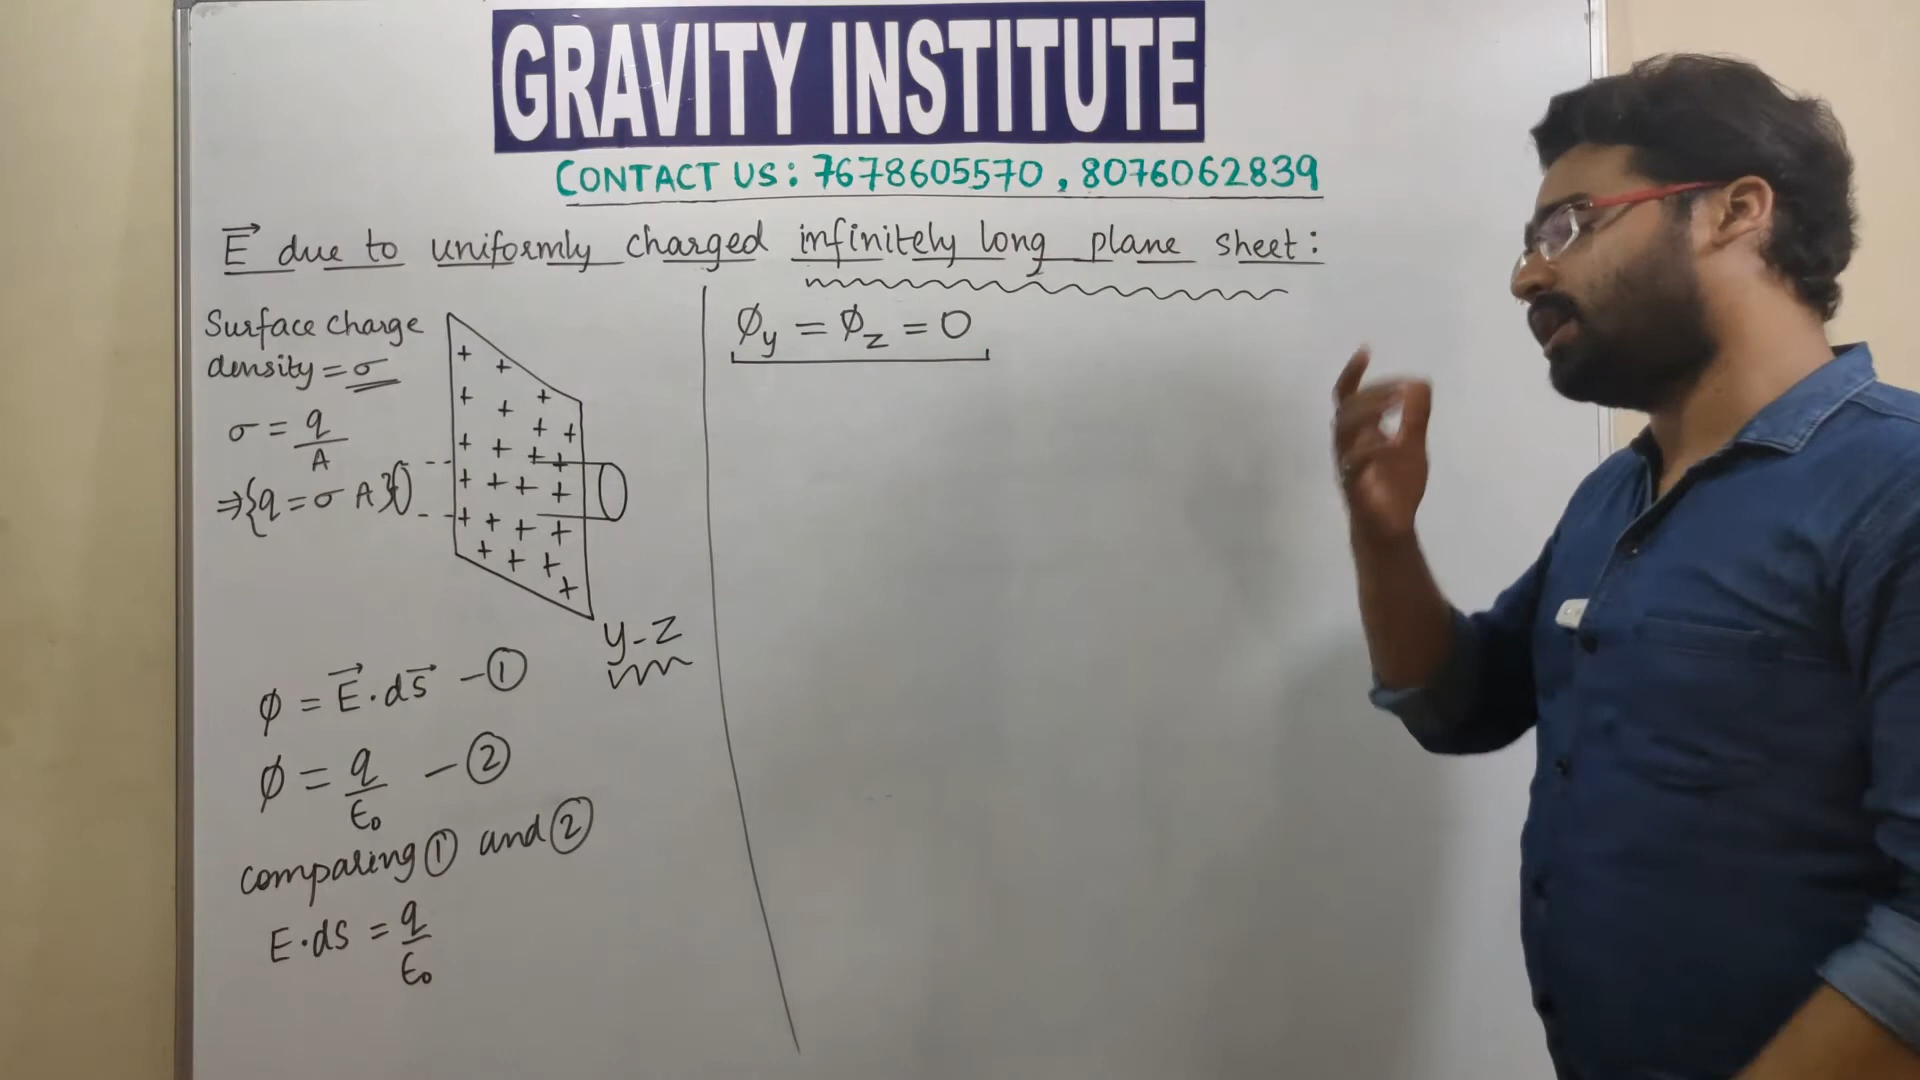 GRAVITY INSTITUTE
CONTACT US: 7678605570, 8076062839
E⃗ due to uniformly charged infinitely long plane sheet:
Surface charge
density = σ
σ = q/A
⇒ {q = σ A}
+ + + + + + + + + + + + + + + + + + + + + + + + + +
y-z
ϕ = E⃗ . dS⃗ - ①
ϕ = q/ε₀ - ②
comparing ① and ②
E.ds = q/ε₀
ϕy = ϕz = 0